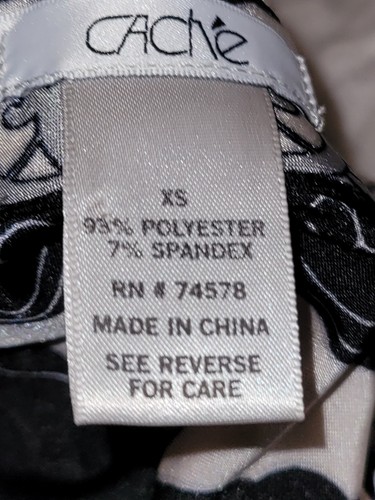 CAChé
XS
93% POLYESTER
7% SPANDEX
RN # 74578
MADE IN CHINA
SEE REVERSE
FOR CARE